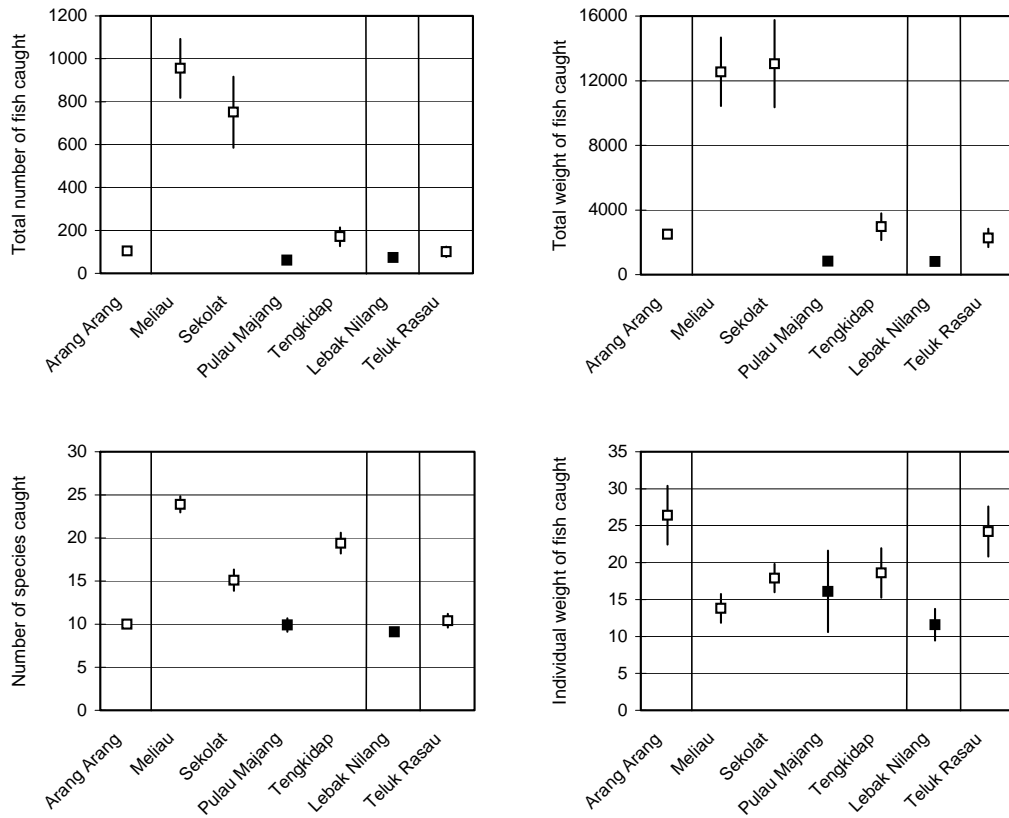 Total number of fish caught
1200
1000
800
600
400
200
0
Arang Arang
Meliau
Sekolat
Pulau Majang
Tengkidap
Lebak Nilang
Teluk Rasau
Total weight of fish caught
16000
12000
8000
4000
0
Arang Arang
Meliau
Sekolat
Pulau Majang
Tengkidap
Lebak Nilang
Teluk Rasau
Number of species caught
30
25
20
15
10
5
0
Arang Arang
Meliau
Sekolat
Pulau Majang
Tengkidap
Lebak Nilang
Teluk Rasau
Individual weight of fish caught
35
30
25
20
15
10
5
0
Arang Arang
Meliau
Sekolat
Pulau Majang
Tengkidap
Lebak Nilang
Teluk Rasau